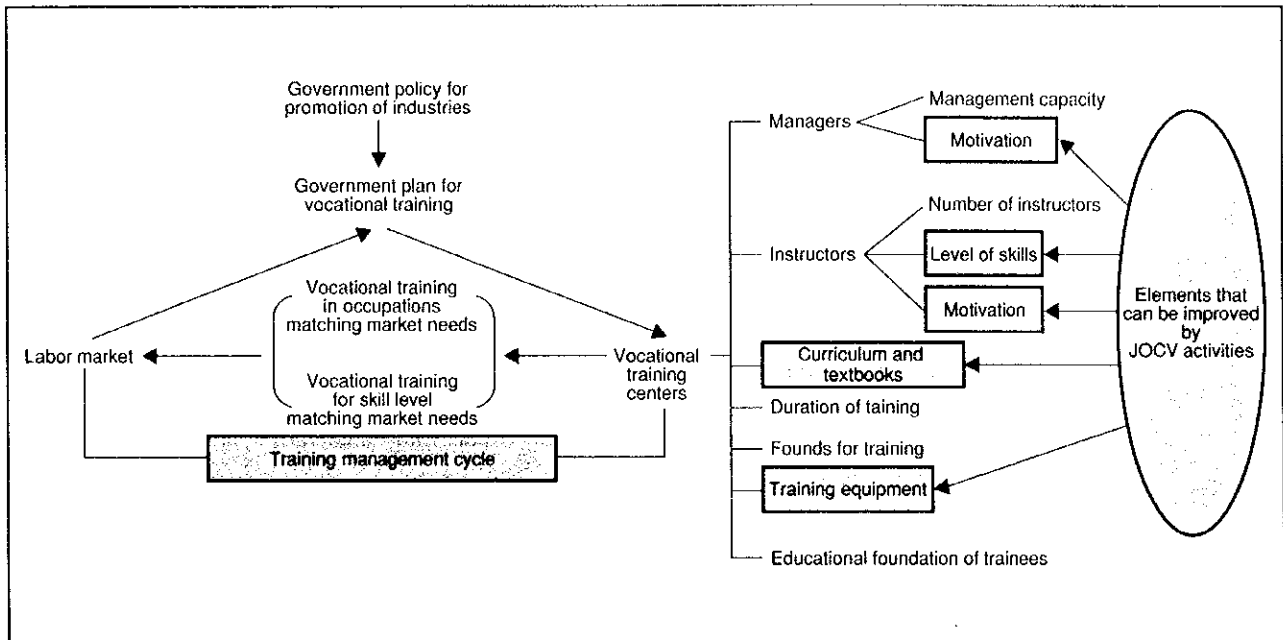 Government policy for
promotion of industries
Government plan for
vocational training
Vocational training
in occupations
matching market needs
Labor market
Vocational training
for skill level
matching market needs
Training management cycle
Vocational
training
centers
Managers
Management capacity
Motivation
Instructors
Number of instructors
Level of skills
Motivation
Curriculum and
textbooks
Duration of taining
Founds for training
Training equipment
Educational foundation of trainees
Elements that
can be improved
by
JOCV activities